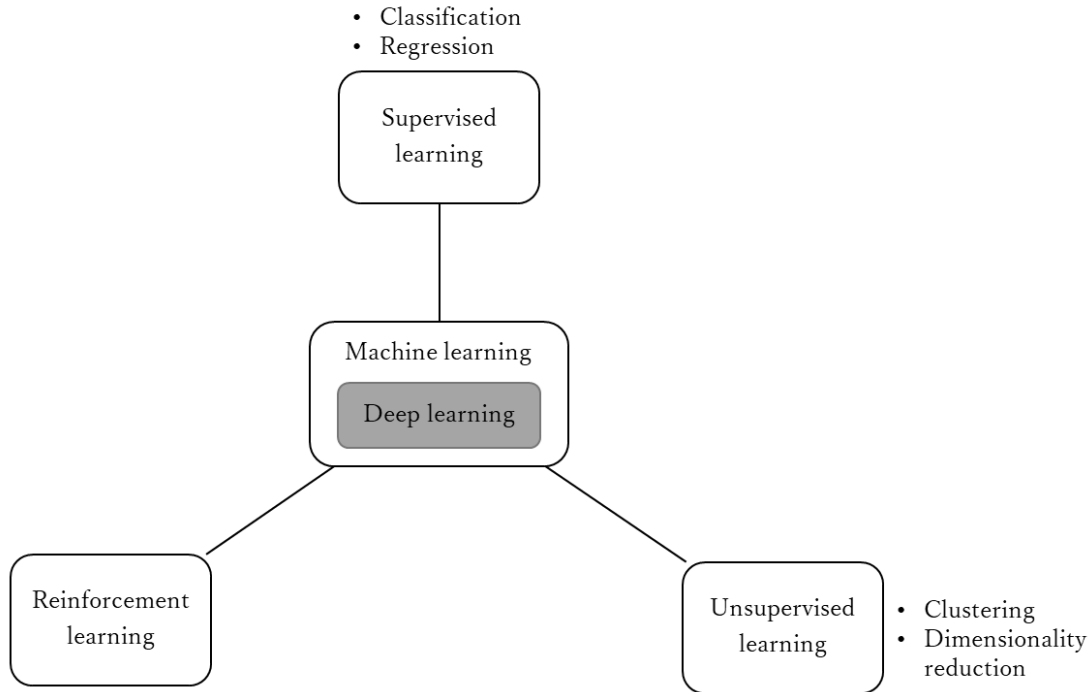 • Classification
• Regression
Supervised
learning
Machine learning
Deep learning
Reinforcement
learning
Unsupervised
learning
• Clustering
• Dimensionality
reduction